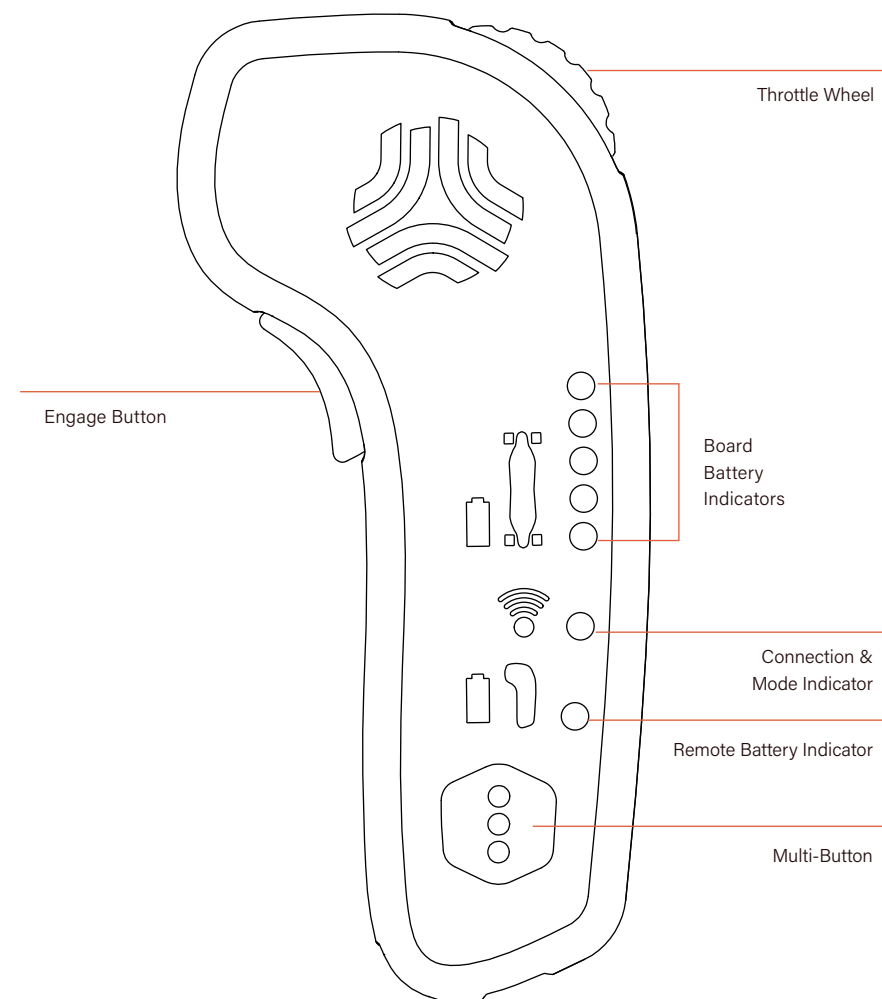 Throttle Wheel
Engage Button
Board
Battery
Indicators
Connection &
Mode Indicator
Remote Battery Indicator
Multi-Button